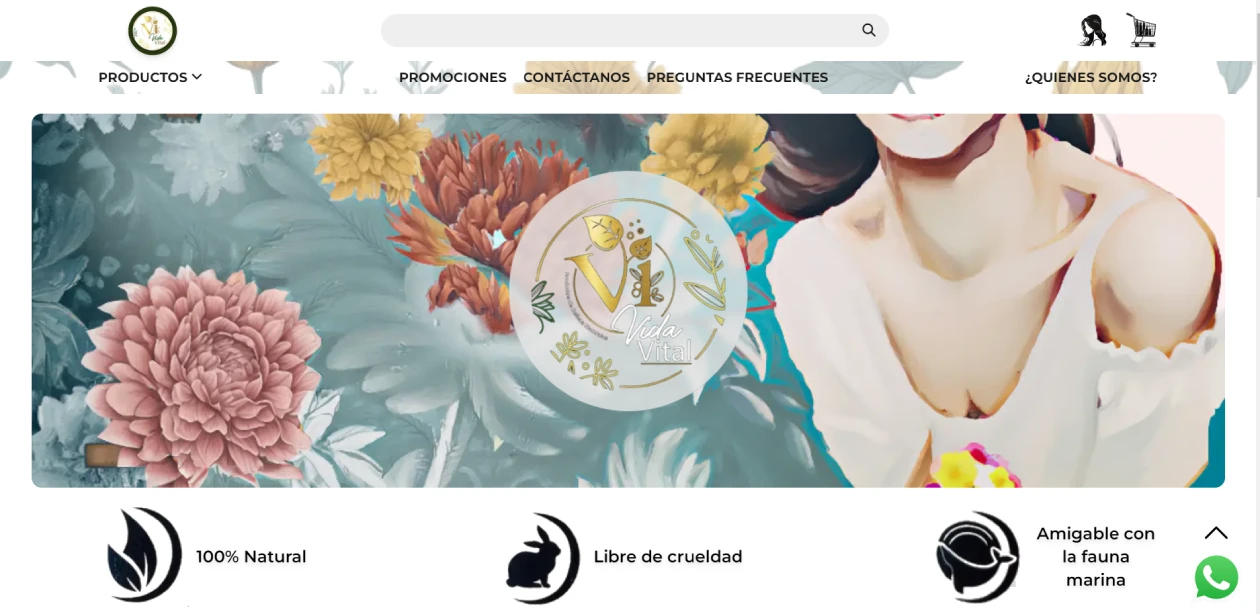 PRODUCTOS
PROMOCIONES
CONTÁCTANOS
PREGUNTAS FRECUENTES
¿QUIENES SOMOS?
Vi
Vida
Vital
100% Natural
Libre de crueldad
Amigable con
la fauna
marina